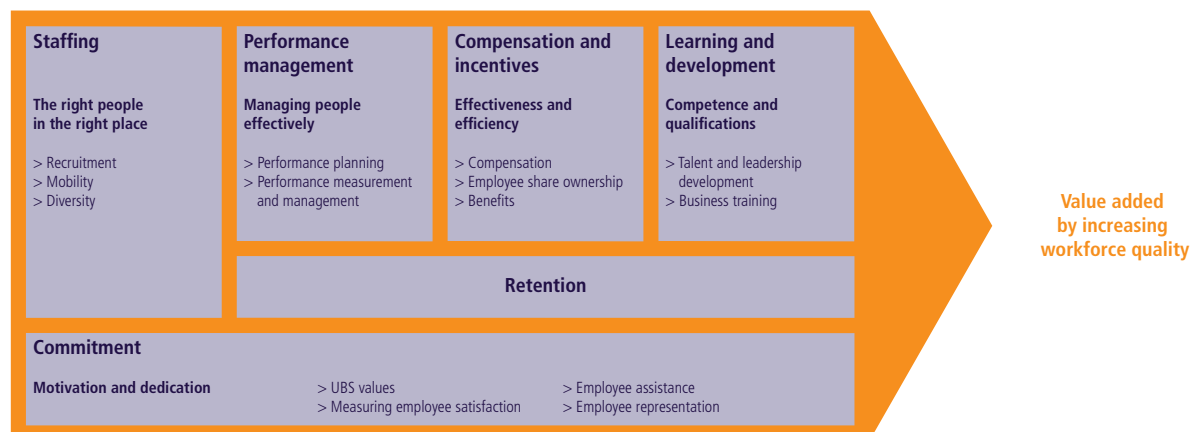 Staffing
The right people
in the right place
> Recruitment
> Mobility
> Diversity
Performance
management
Managing people
effectively
> Performance planning
> Performance measurement
and management
Compensation and
incentives
Effectiveness and
efficiency
> Compensation
> Employee share ownership
> Benefits
Learning and
development
Competence and
qualifications
> Talent and leadership
development
> Business training
Retention
Commitment
Motivation and dedication
> UBS values
> Measuring employee satisfaction
> Employee assistance
> Employee representation
Value added
by increasing
workforce quality